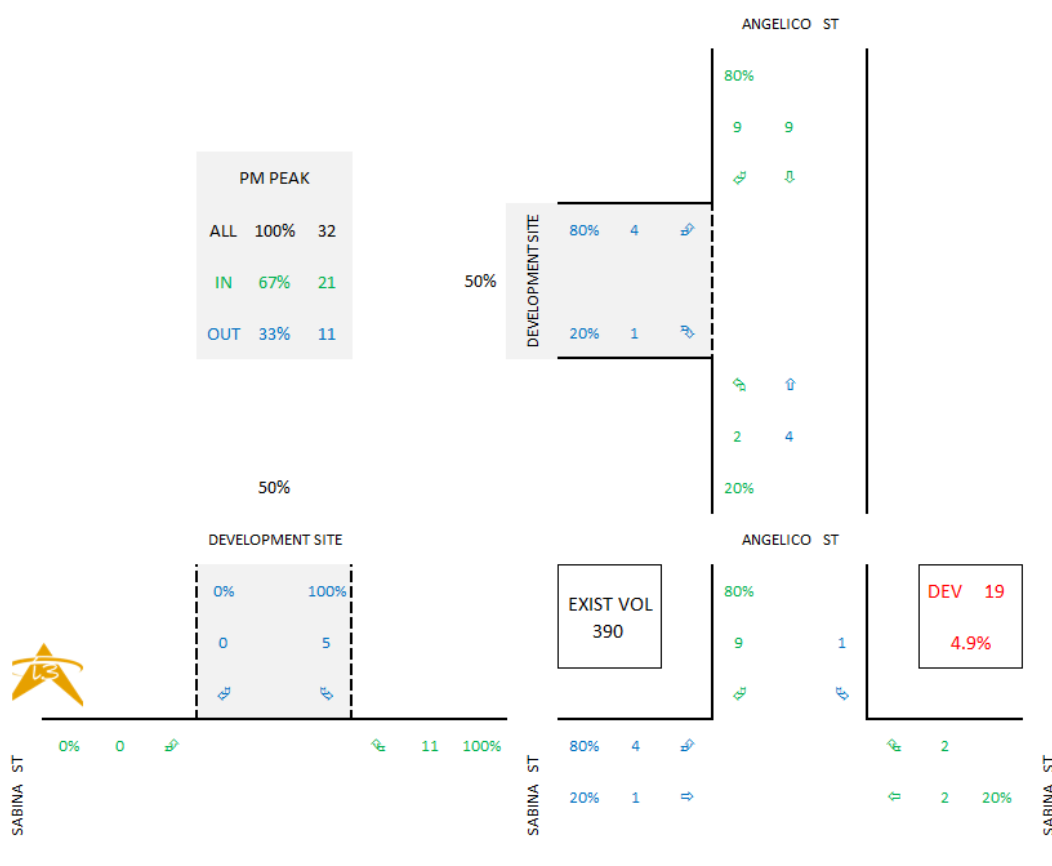 ANGELICO ST
80%
9 9
PM PEAK
ALL 100% 32
IN 67% 21
OUT 33% 11
50%
DEVELOPMENT SITE
80% 4
20% 1
2 4
20%
50%
DEVELOPMENT SITE
0% 100%
0 5
0% 0
11 100%
SABINA ST
EXIST VOL
390
ANGELICO ST
80%
9 1
DEV 19
4.9%
80% 4
20% 1
2
2 20%
SABINA ST
SABINA ST